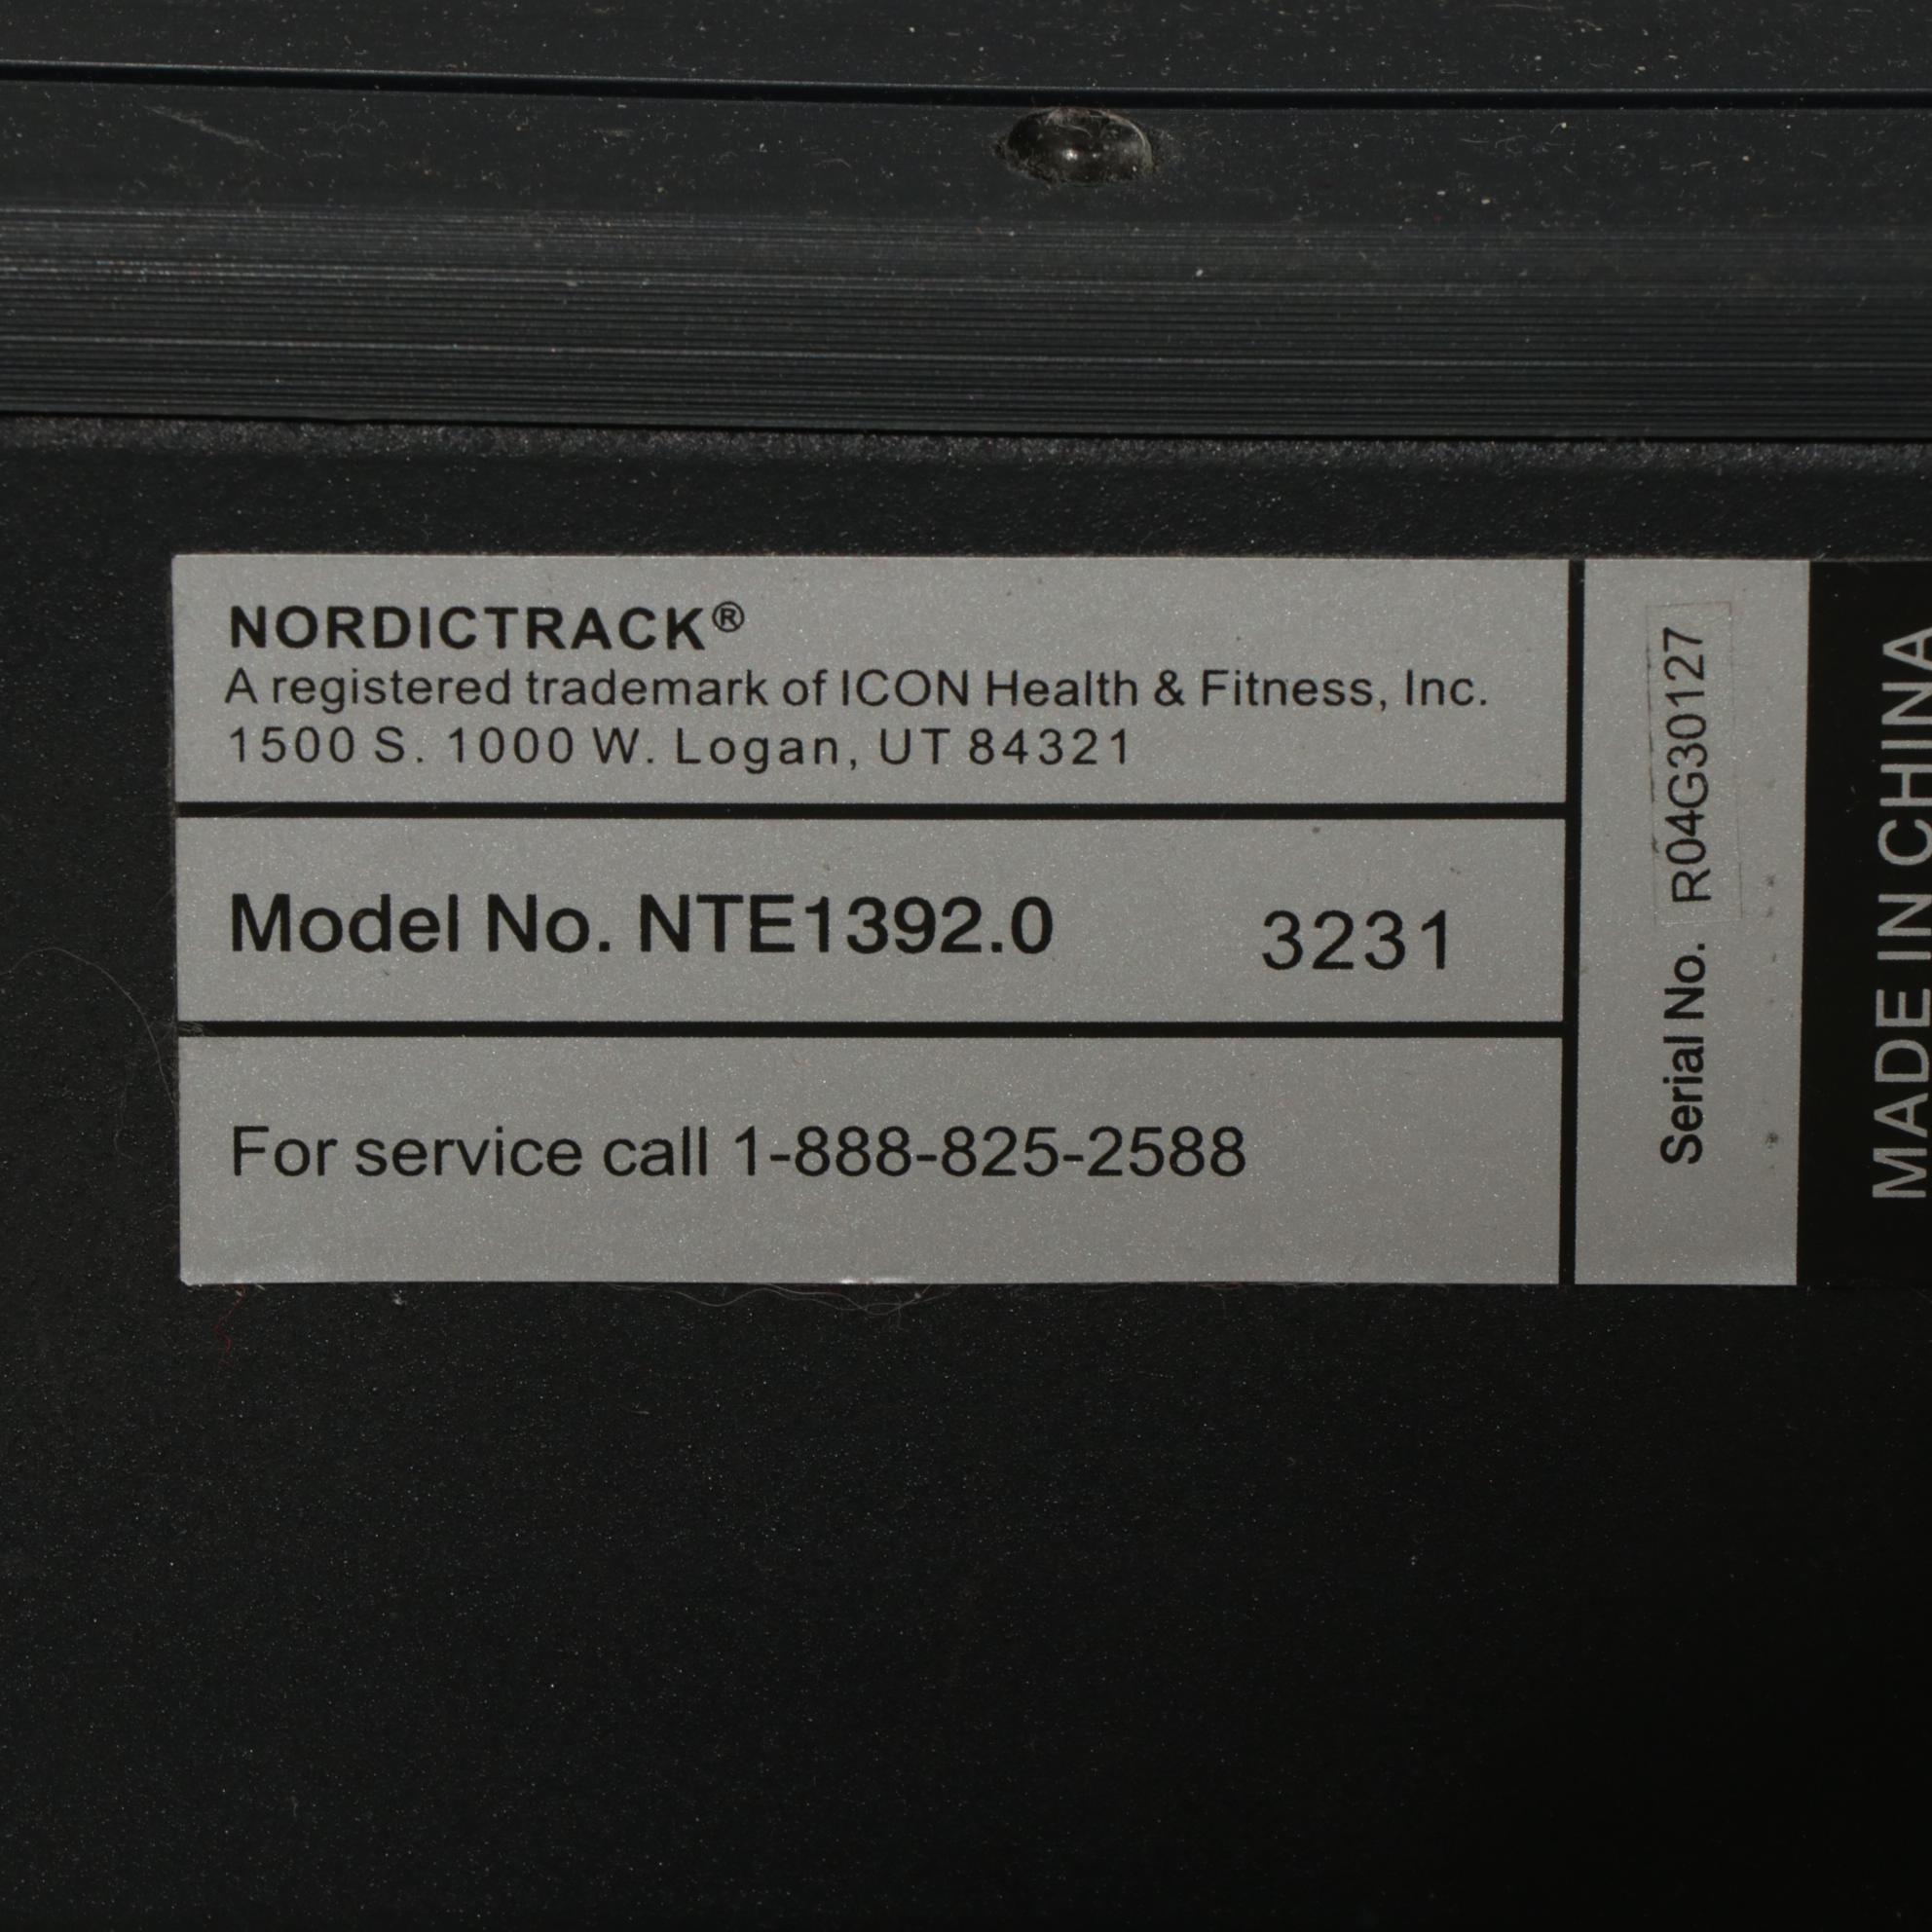 NORDICTRACK®
A registered trademark of ICON Health & Fitness, Inc.
1500 S. 1000 W. Logan, UT 84321
Model No. NTE1392.0 3231
For service call 1-888-825-2588
Serial No. R04G30127
MADE IN CHINA